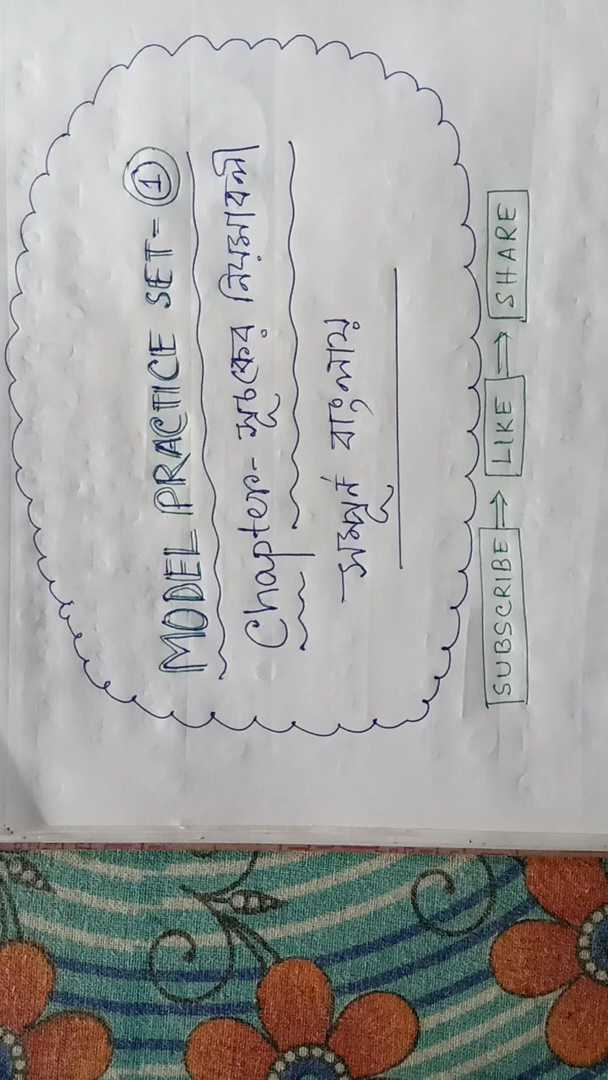 MODEL PRACTICE SET- 1
Chapter- সূচকের নিয়মাবলী
সম্পূর্ন বাংলায়
SUBSCRIBE ⇒ LIKE ⇒ SHARE